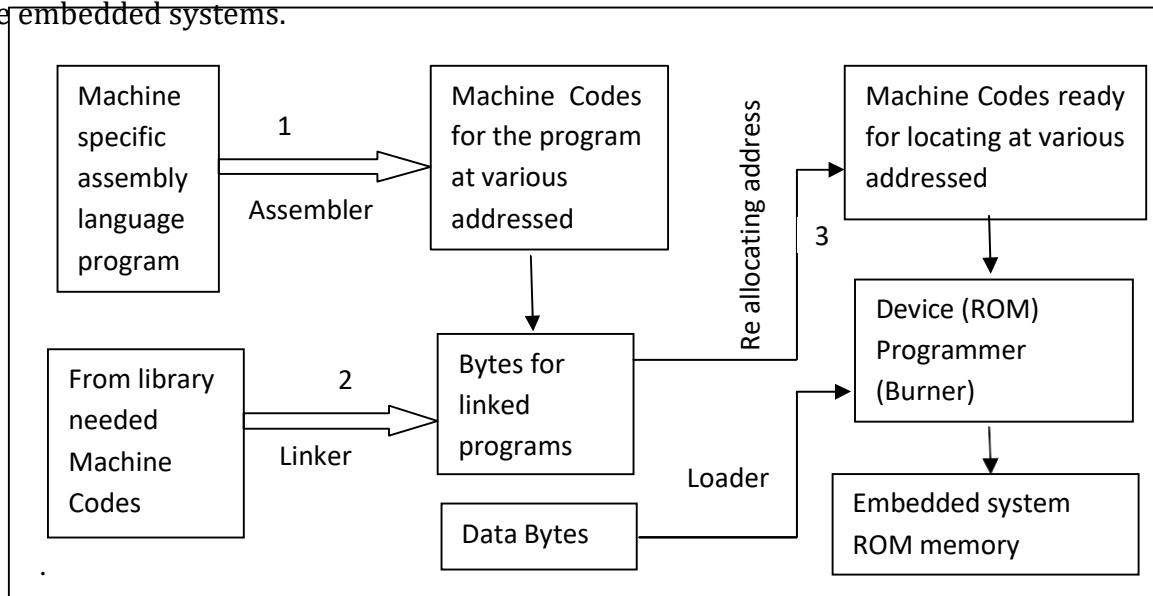 e embedded systems.
Machine
specific
assembly
language
program
1
Assembler
Machine Codes
for the program
at various
addressed
Re allocating address
3
Machine Codes ready
for locating at various
addressed
From library
needed
Machine
Codes
2
Linker
Bytes for
linked
programs
Device (ROM)
Programmer
(Burner)
Loader
Data Bytes
Embedded system
ROM memory
.